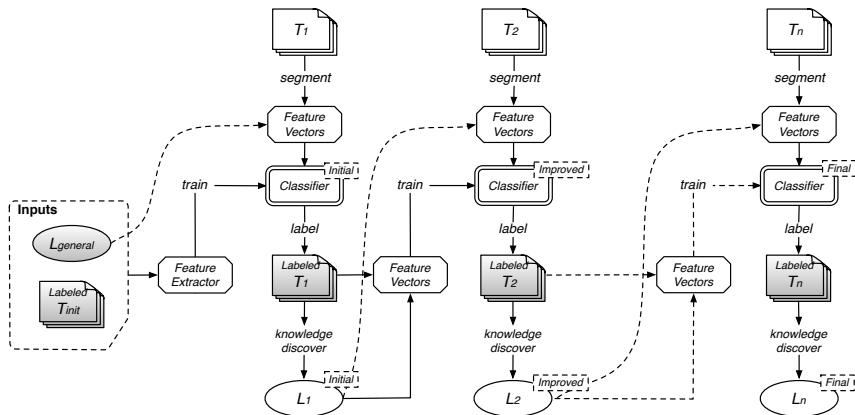 T1
T2
Tn
segment
segment
segment
Feature
Vectors
Feature
Vectors
Feature
Vectors
Initial
Improved
Final
train
Classifier
train
Classifier
train
Classifier
Inputs
Lgeneral
label
label
label
Feature
Extractor
Labeled
T1
Feature
Vectors
Labeled
T2
Feature
Vectors
Labeled
Tn
Labeled
Tinit
knowledge
discover
knowledge
discover
knowledge
discover
Initial
Improved
Final
L1
L2
Ln